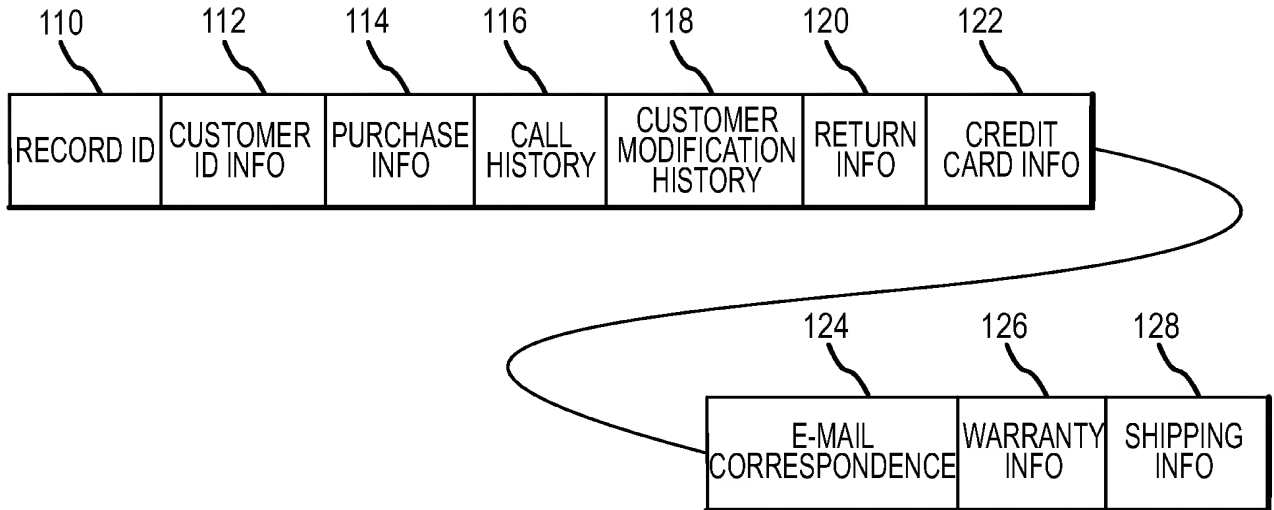 110 112 114 116 118 120 122
RECORD ID
CUSTOMER
ID INFO
PURCHASE
INFO
CALL
HISTORY
CUSTOMER
MODIFICATION
HISTORY
RETURN
INFO
CREDIT
CARD INFO
124 126 128
E-MAIL
CORRESPONDENCE
WARRANTY
INFO
SHIPPING
INFO